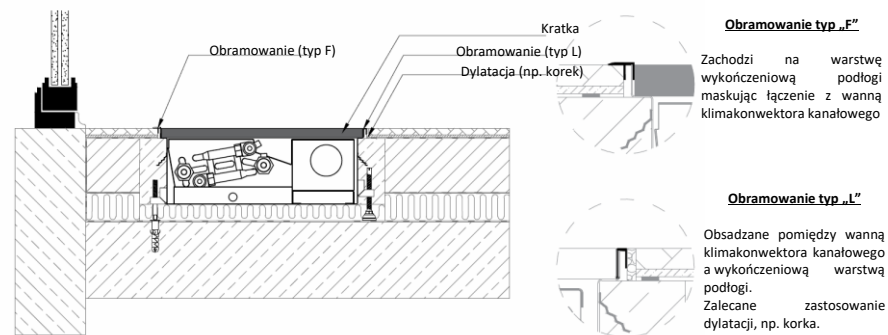 Kratka
Obramowanie (typ F)
Obramowanie (typ L)
Dylatacja (np. korek)
Obramowanie typ „F”
Zachodzi na warstwę
wykończeniową podłogi
maskując łączenie z wanną
klimakonwektora kanałowego
Obramowanie typ „L”
Obsadzane pomiędzy wanną
klimakonwektora kanałowego
a wykończeniową warstwą
podłogi.
Zalecane zastosowanie
dylatacji, np. korka.